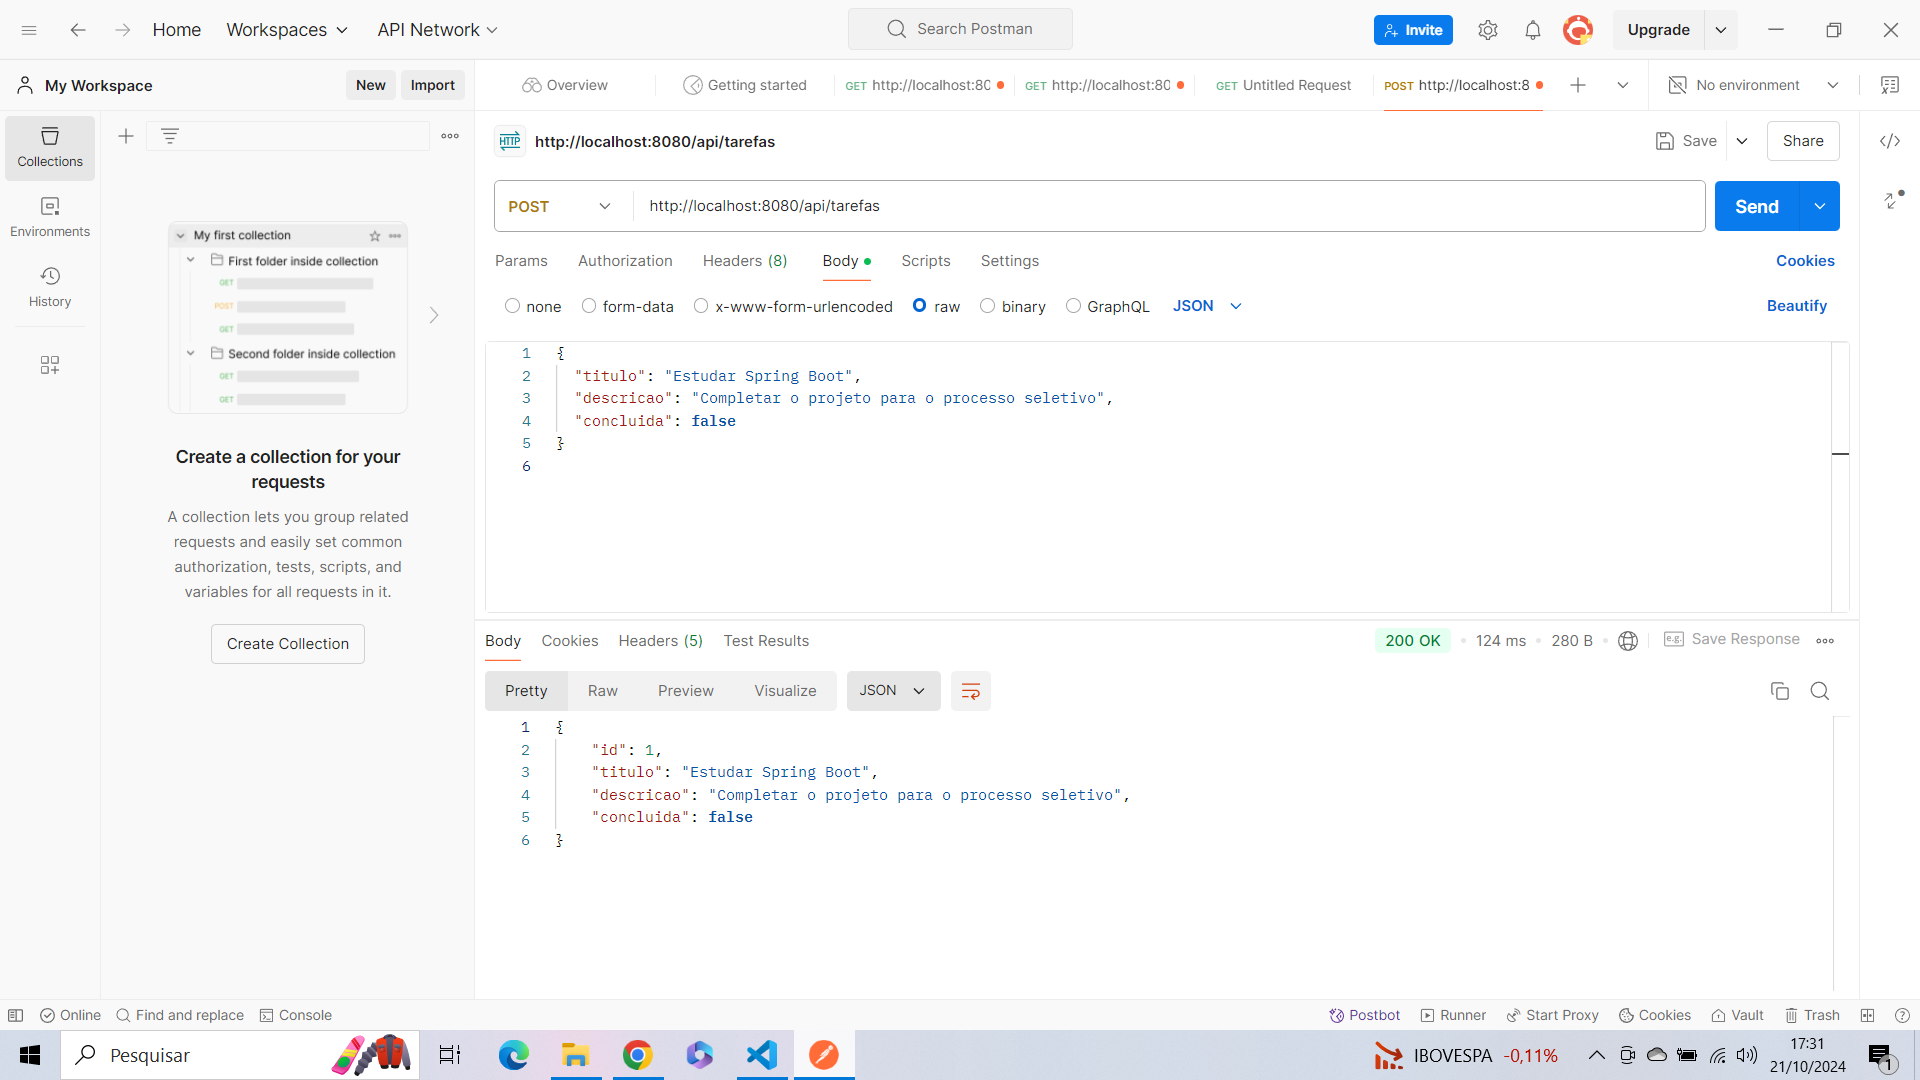 Home
Workspaces
API Network
Search Postman
Invite
Upgrade
My Workspace
New
Import
Overview
Getting started
GET http://localhost:80
GET http://localhost:80
GET Untitled Request
POST http://localhost:8
No environment
Collections
Environments
History
HTTP
http://localhost:8080/api/tarefas
Save
Share
POST
http://localhost:8080/api/tarefas
Send
Params
Authorization
Headers (8)
Body
Scripts
Settings
Cookies
none
form-data
x-www-form-urlencoded
raw
binary
GraphQL
JSON
Beautify
1 {
2 "titulo": "Estudar Spring Boot",
3 "descricao": "Completar o projeto para o processo seletivo",
4 "concluida": false
5 }
6
My first collection
First folder inside collection
GET
POST
GET
Second folder inside collection
GET
GET
Create a collection for your
requests
A collection lets you group related
requests and easily set common
authorization, tests, scripts, and
variables for all requests in it.
Create Collection
Body
Cookies
Headers (5)
Test Results
200 OK
124 ms
280 B
e.g.
Save Response
Pretty
Raw
Preview
Visualize
JSON
1 {
2 "id": 1,
3 "titulo": "Estudar Spring Boot",
4 "descricao": "Completar o projeto para o processo seletivo",
5 "concluida": false
6 }
Online
Find and replace
Console
Postbot
Runner
Start Proxy
Cookies
Vault
Trash
Pesquisar
IBOVESPA -0,11%
17:31
21/10/2024
1